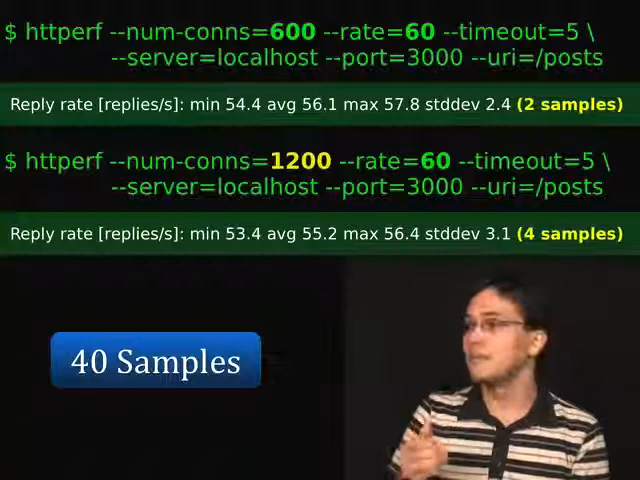 $ httperf --num-conns=600 --rate=60 --timeout=5 \
--server=localhost --port=3000 --uri=/posts
Reply rate [replies/s]: min 54.4 avg 56.1 max 57.8 stddev 2.4 (2 samples)
$ httperf --num-conns=1200 --rate=60 --timeout=5 \
--server=localhost --port=3000 --uri=/posts
Reply rate [replies/s]: min 53.4 avg 55.2 max 56.4 stddev 3.1 (4 samples)
40 Samples